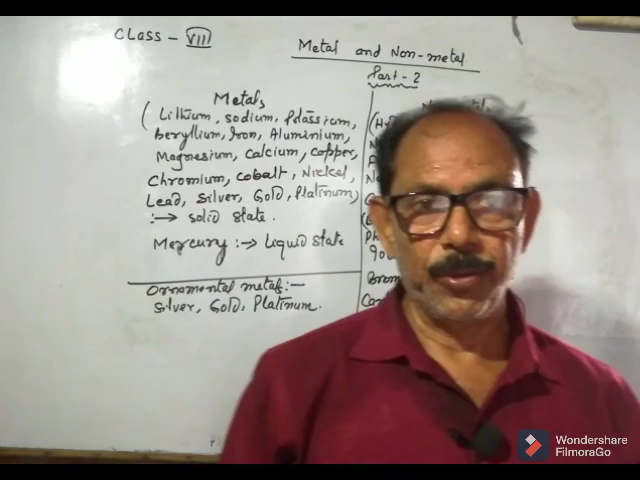 Class - VIII
Metal and Non-metal
Part - 2
Metals
( Lithium, sodium, Potassium,
Beryllium, Iron, Aluminium,
Magnesium, Calcium, Copper,
Chromium, cobalt, Nickel,
Lead, Silver, Gold, Platinum)
:→ solid state.
Mercury :→ Liquid state
Ornamental metals :-
Silver, Gold, Platinum.
Wondershare
FilmoraGo